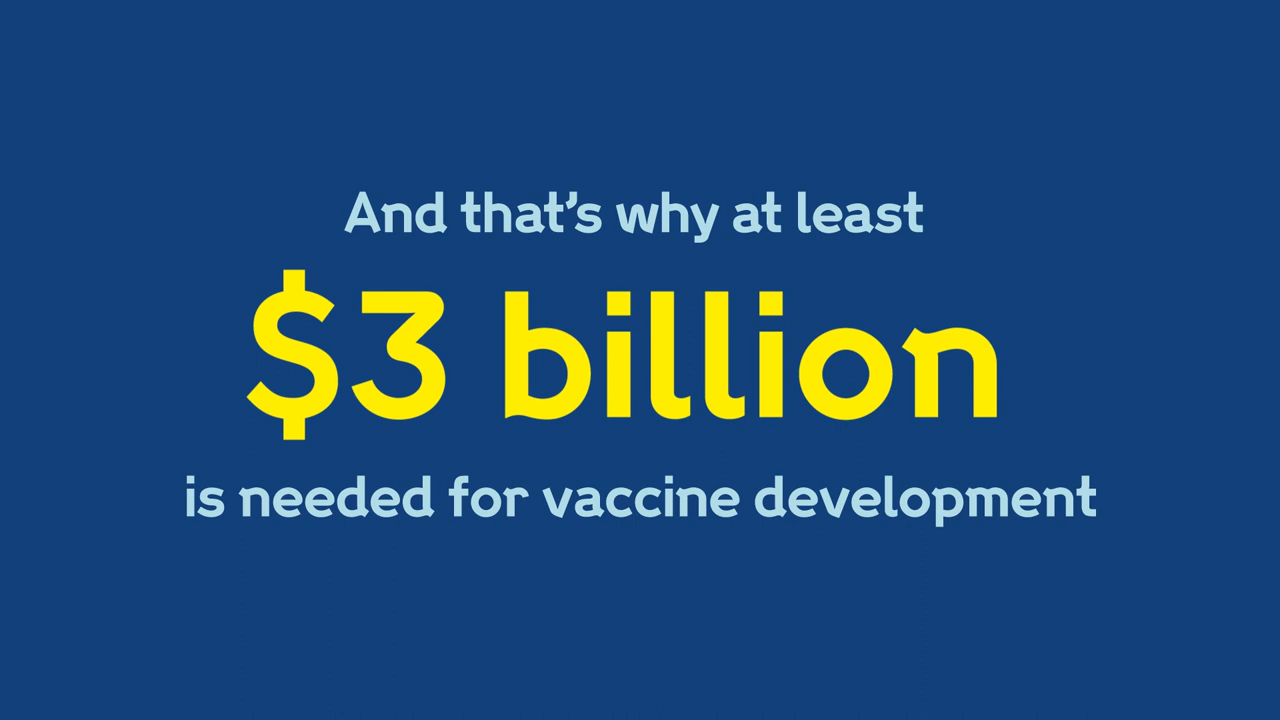 And that's why at least
$3 billion
is needed for vaccine development